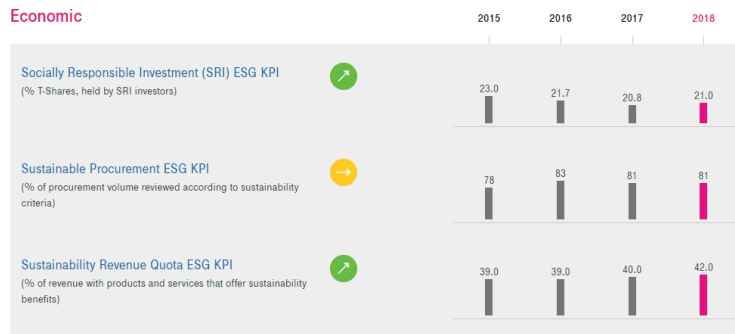 Economic
2015 2016 2017 2018
Socially Responsible Investment (SRI) ESG KPI
(% T-Shares, held by SRI investors)
23.0 21.7 20.8 21.0
Sustainable Procurement ESG KPI
(% of procurement volume reviewed according to sustainability
criteria)
78 83 81 81
Sustainability Revenue Quota ESG KPI
(% of revenue with products and services that offer sustainability
benefits)
39.0 39.0 40.0 42.0